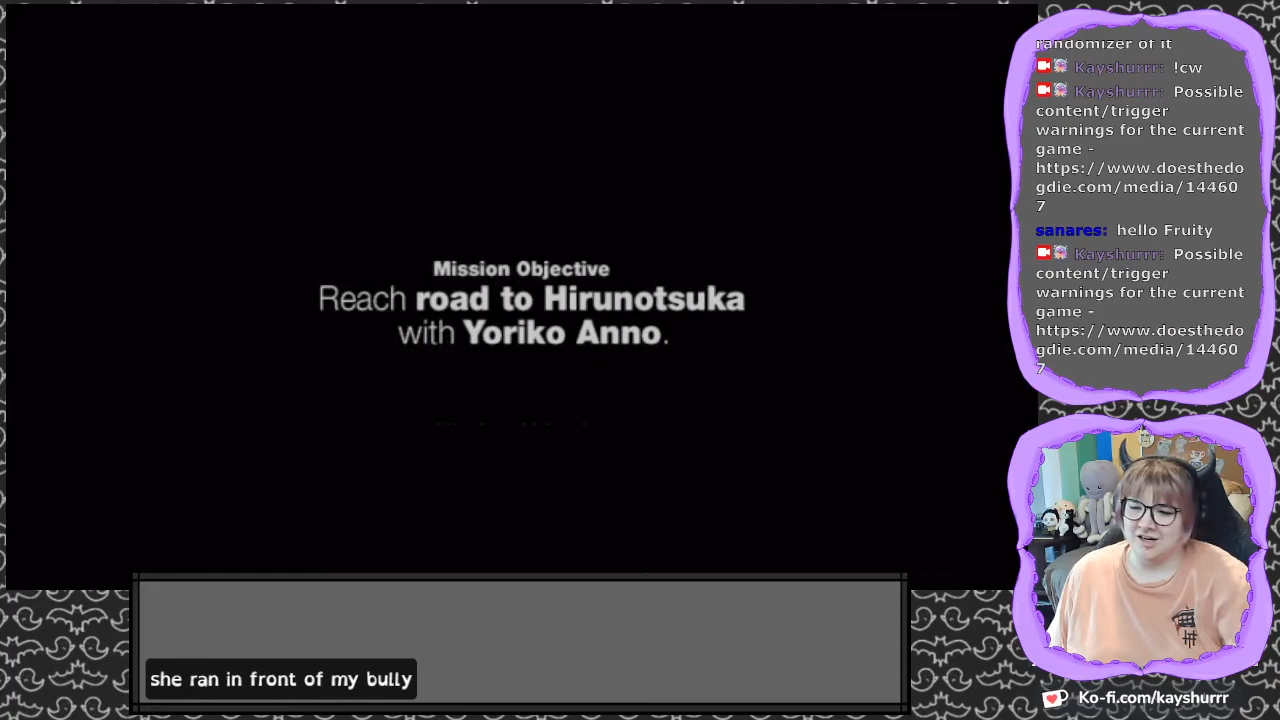 randomizer of it
Kayshurrr: !cw
Kayshurrr: Possible
content/trigger
warnings for the current
game -
https://www.doesthedo
gdie.com/media/14460
7
sanares: hello Fruity
Kayshurrr: Possible
content/trigger
warnings for the current
game -
https://www.doesthedo
gdie.com/media/14460
7
Mission Objective
Reach road to Hirunotsuka
with Yoriko Anno.
she ran in front of my bully
Ko-fi.com/kayshurrr